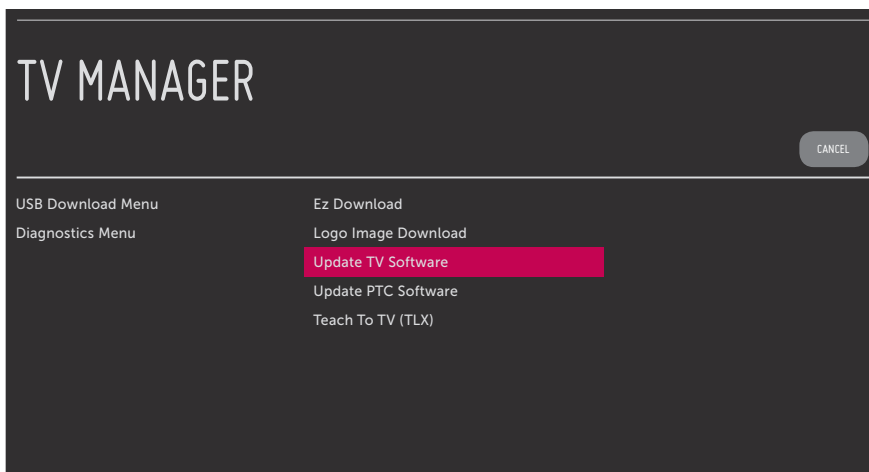 TV MANAGER
CANCEL
USB Download Menu
Diagnostics Menu
Ez Download
Logo Image Download
Update TV Software
Update PTC Software
Teach To TV (TLX)